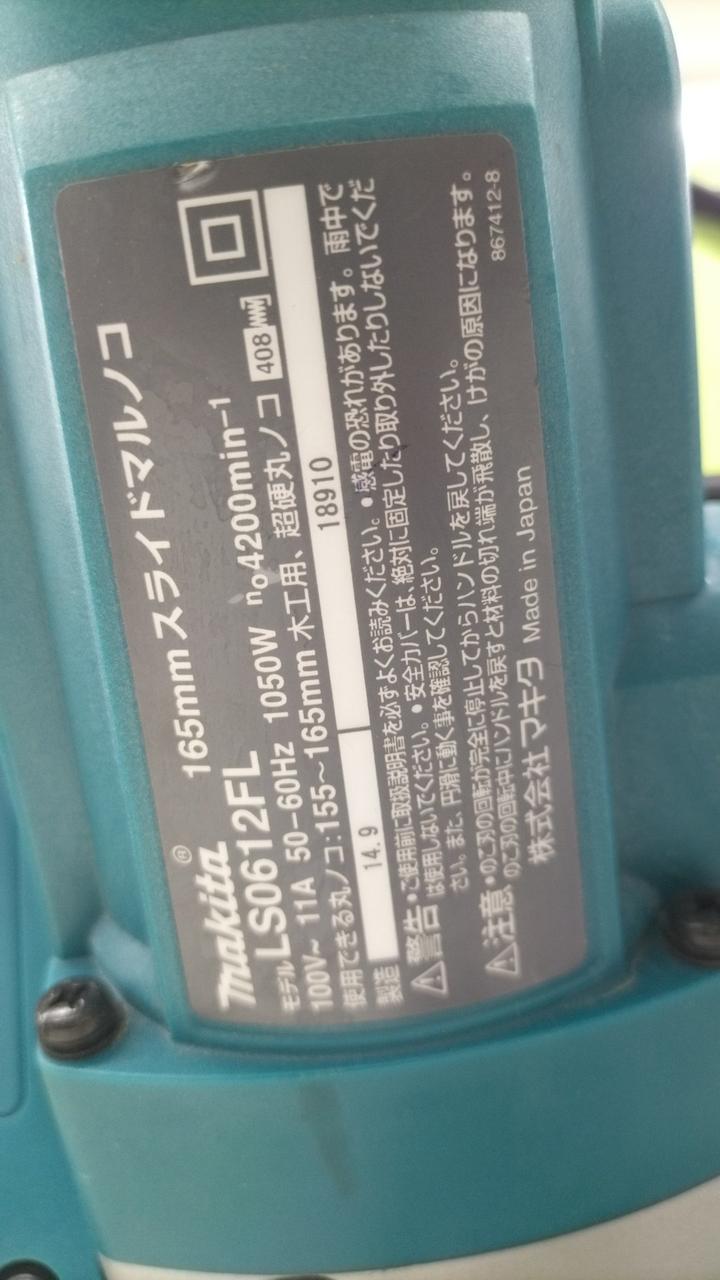 makita® 165mm スライドマルノコ
モデル LS0612FL
100V~ 11A 50-60Hz 1050W n₀4200min⁻¹
使用できる丸ノコ:155~165mm 木工用、超硬丸ノコ 408
製造 14.9 18910
⚠警告 •ご使用前に取扱説明書を必ずよくお読みください。•感電の恐れがあります。雨中で
は使用しないでください。•安全カバーは、絶対に固定したり取り外したりしないでくだ
さい。また、円滑に動く事を確認してください。
⚠注意 •のこ刃の回転が完全に停止してからハンドルを戻してください。
のこ刃の回転中にハンドルを戻すと材料の切れ端が飛散し、けがの原因になります。
株式会社マキタ Made in Japan
867412-8